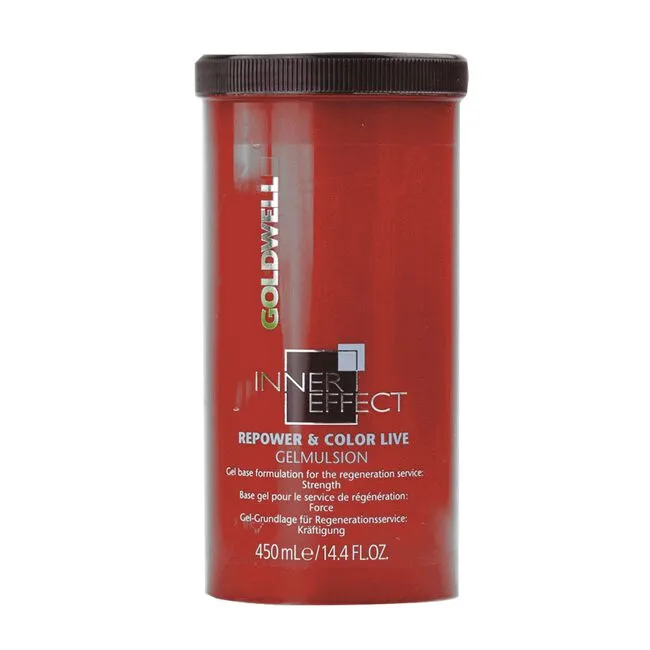 GOLDWELL
INNER
EFFECT
REPOWER & COLOR LIVE
GELMULSION
Gel base formulation for the regeneration service:
Strength
Base gel pour le service de régénération:
Force
Gel-Grundlage für Regenerationsservice:
Kräftigung
450 mLe/14.4 FL.OZ.